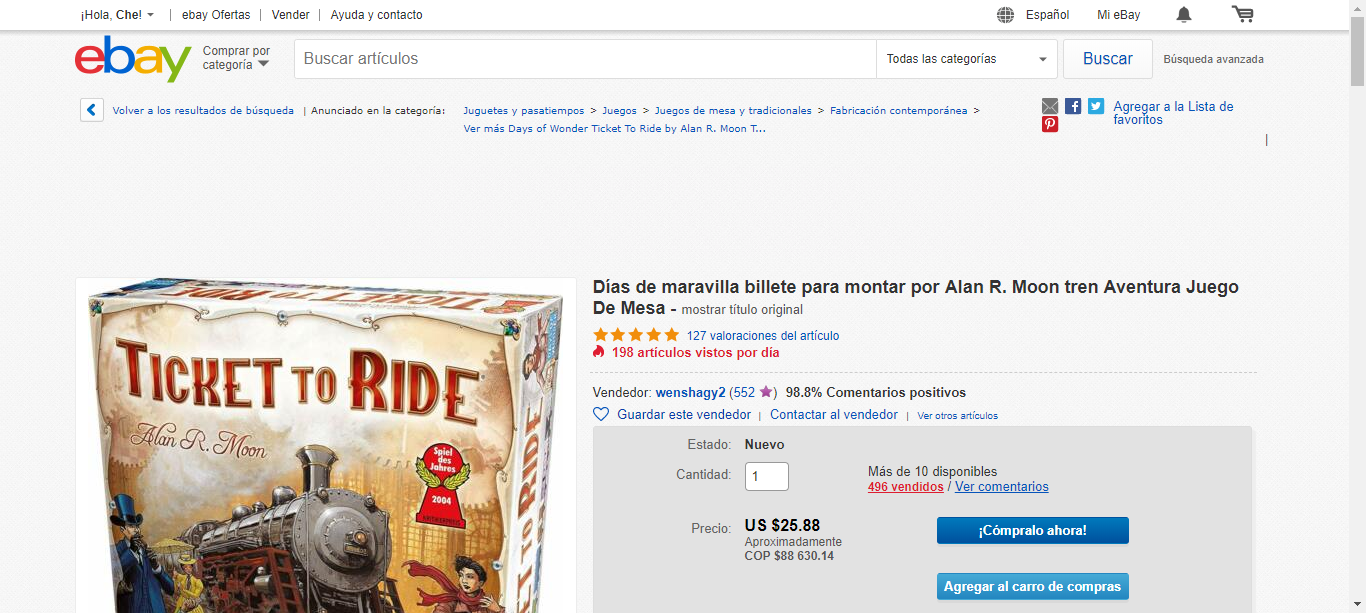 ¡Hola, Che!
ebay Ofertas
Vender
Ayuda y contacto
Español
Mi eBay
ebay
Comprar por
categoría
Buscar artículos
Todas las categorías
Buscar
Búsqueda avanzada
Volver a los resultados de búsqueda | Anunciado en la categoría:
Juguetes y pasatiempos > Juegos > Juegos de mesa y tradicionales > Fabricación contemporánea >
Ver más Days of Wonder Ticket To Ride by Alan R. Moon T...
Agregar a la Lista de
favoritos
Días de maravilla billete para montar por Alan R. Moon tren Aventura Juego
De Mesa - mostrar título original
127 valoraciones del artículo
198 artículos vistos por día
Vendedor: wenshagy2 (552 ) 98.8% Comentarios positivos
Guardar este vendedor | Contactar al vendedor | Ver otros artículos
Estado: Nuevo
Cantidad: 1
Más de 10 disponibles
496 vendidos / Ver comentarios
Precio: US $25.88
Aproximadamente
COP $88 630.14
¡Cómpralo ahora!
Agregar al carro de compras
TICKET TO RIDE
TICKET TO RIDE
Alan R. Moon
Spiel
des
Jahres
2004
TICKET TO RIDE